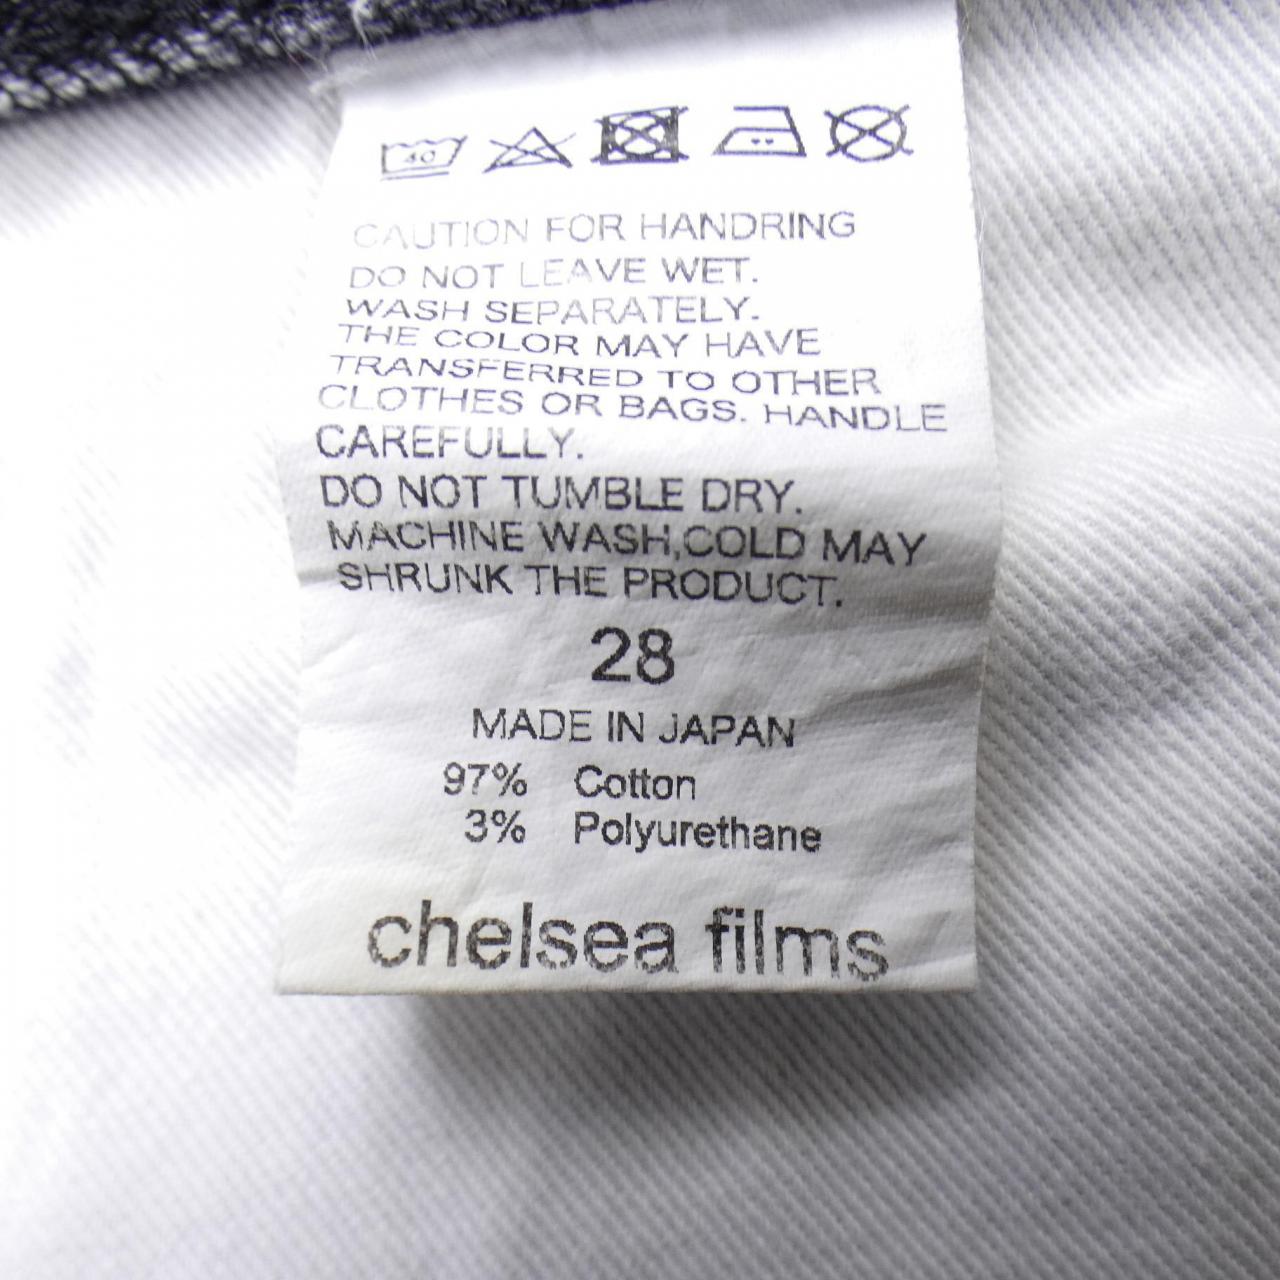 40
CAUTION FOR HANDRING
DO NOT LEAVE WET.
WASH SEPARATELY.
THE COLOR MAY HAVE
TRANSFERRED TO OTHER
CLOTHES OR BAGS. HANDLE
CAREFULLY.
DO NOT TUMBLE DRY.
MACHINE WASH,COLD MAY
SHRUNK THE PRODUCT.
28
MADE IN JAPAN
97% Cotton
3% Polyurethane
chelsea films